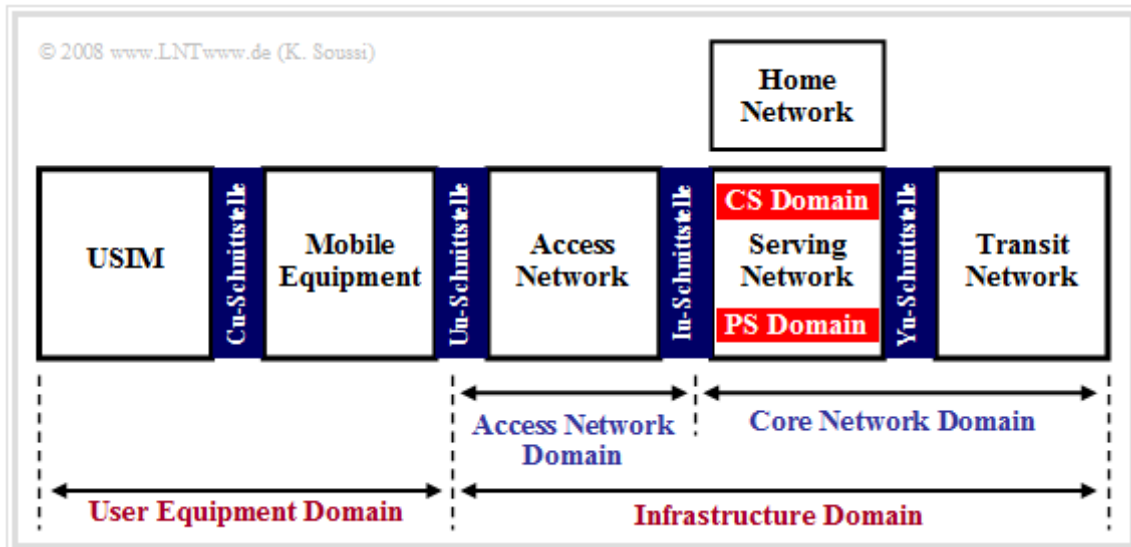 © 2008 www.LNTwww.de (K. Soussi)
Home
Network
USIM
Cu-Schnittstelle
Mobile
Equipment
Uu-Schnittstelle
Access
Network
Iu-Schnittstelle
CS Domain
Serving
Network
PS Domain
Yu-Schnittstelle
Transit
Network
Access Network
Domain
Core Network Domain
User Equipment Domain
Infrastructure Domain